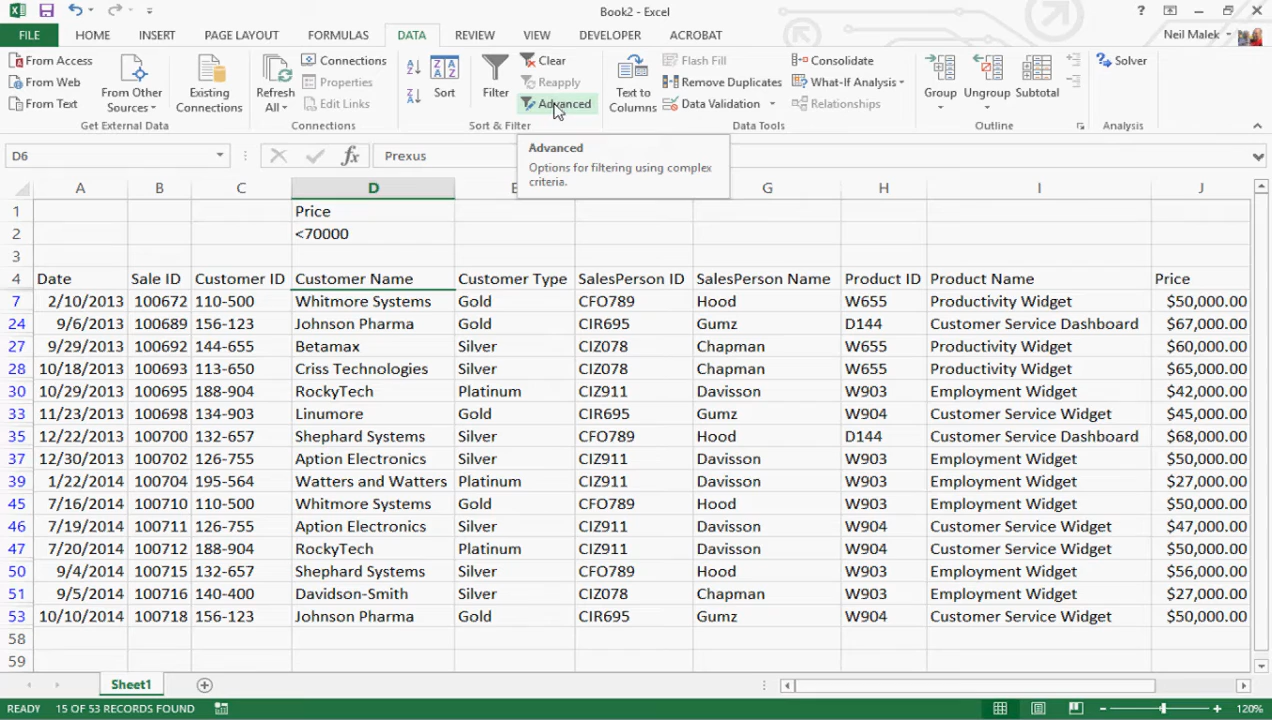 Book2 - Excel
?
FILE HOME INSERT PAGE LAYOUT FORMULAS DATA REVIEW VIEW DEVELOPER ACROBAT Neil Malek
From Access
From Web
From Text
From Other Sources
Existing Connections
Get External Data
Refresh All
Connections
Properties
Edit Links
Connections
Sort
Filter
Clear
Reapply
Advanced
Sort & Filter
Text to Columns
Flash Fill
Remove Duplicates
Data Validation
Consolidate
What-If Analysis
Relationships
Data Tools
Group
Ungroup
Subtotal
Outline
Solver
Analysis
D6 fx Prexus
Advanced
Options for filtering using complex
criteria.
A B C D E G H I J
1 Price
2 <70000
3
4 Date Sale ID Customer ID Customer Name Customer Type SalesPerson ID SalesPerson Name Product ID Product Name Price
7 2/10/2013 100672 110-500 Whitmore Systems Gold CFO789 Hood W655 Productivity Widget $50,000.00
24 9/6/2013 100689 156-123 Johnson Pharma Gold CIR695 Gumz D144 Customer Service Dashboard $67,000.00
27 9/29/2013 100692 144-655 Betamax Silver CIZ078 Chapman W655 Productivity Widget $60,000.00
28 10/18/2013 100693 113-650 Criss Technologies Silver CIZ078 Chapman W655 Productivity Widget $65,000.00
30 10/29/2013 100695 188-904 RockyTech Platinum CIZ911 Davisson W903 Employment Widget $42,000.00
33 11/23/2013 100698 134-903 Linumore Gold CIR695 Gumz W904 Customer Service Widget $45,000.00
35 12/22/2013 100700 132-657 Shephard Systems Silver CFO789 Hood D144 Customer Service Dashboard $68,000.00
37 12/30/2013 100702 126-755 Aption Electronics Silver CIZ911 Davisson W903 Employment Widget $50,000.00
39 1/22/2014 100704 195-564 Watters and Watters Platinum CIZ911 Davisson W903 Employment Widget $27,000.00
45 7/16/2014 100710 110-500 Whitmore Systems Gold CFO789 Hood W903 Employment Widget $50,000.00
46 7/19/2014 100711 126-755 Aption Electronics Silver CIZ911 Davisson W904 Customer Service Widget $47,000.00
47 7/20/2014 100712 188-904 RockyTech Platinum CIZ911 Davisson W904 Customer Service Widget $50,000.00
50 9/4/2014 100715 132-657 Shephard Systems Silver CFO789 Hood W903 Employment Widget $56,000.00
51 9/5/2014 100716 140-400 Davidson-Smith Silver CIZ078 Chapman W903 Employment Widget $27,000.00
53 10/10/2014 100718 156-123 Johnson Pharma Gold CIR695 Gumz W904 Customer Service Widget $50,000.00
58
59
Sheet1
READY 15 OF 53 RECORDS FOUND 120%